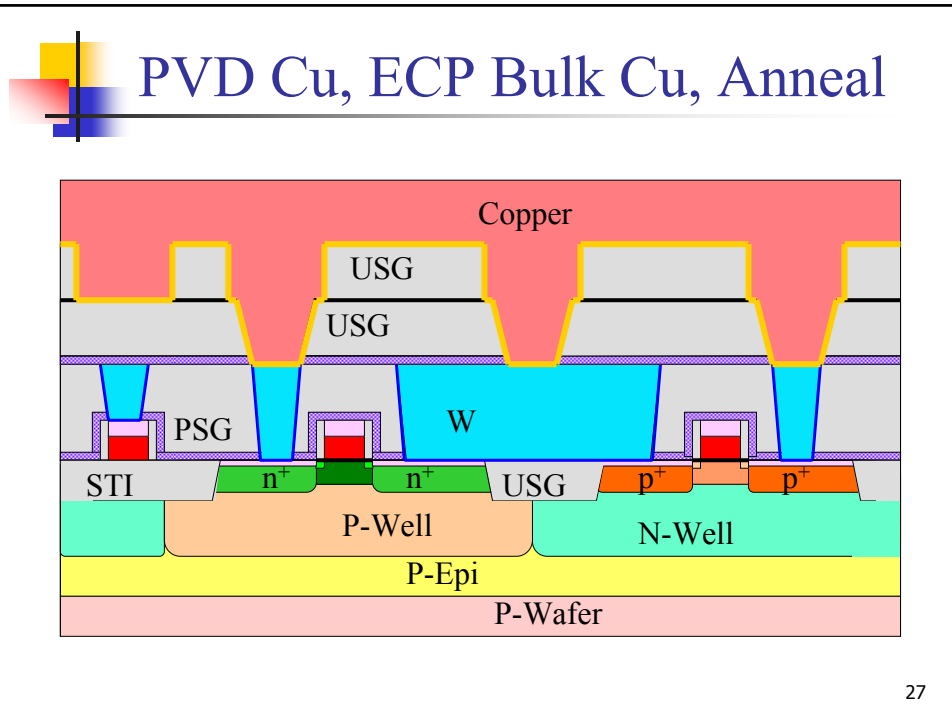 PVD Cu, ECP Bulk Cu, Anneal
Copper
USG
USG
PSG
W
STI
n+
n+
USG
p+
p+
P-Well
N-Well
P-Epi
P-Wafer
27